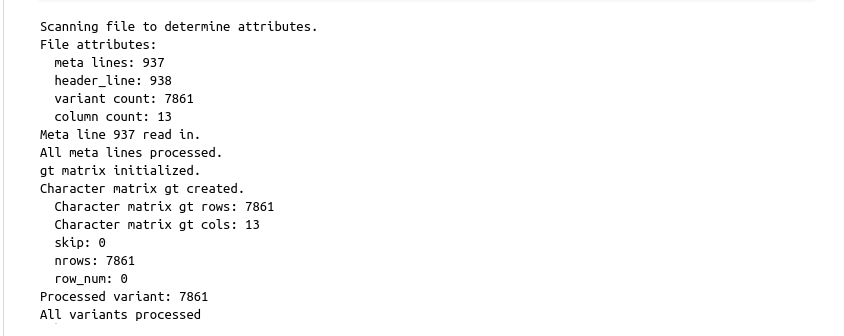 Scanning file to determine attributes.
File attributes:
  meta lines: 937
  header_line: 938
  variant count: 7861
  column count: 13
Meta line 937 read in.
All meta lines processed.
gt matrix initialized.
Character matrix gt created.
  Character matrix gt rows: 7861
  Character matrix gt cols: 13
  skip: 0
  nrows: 7861
  row_num: 0
Processed variant: 7861
All variants processed